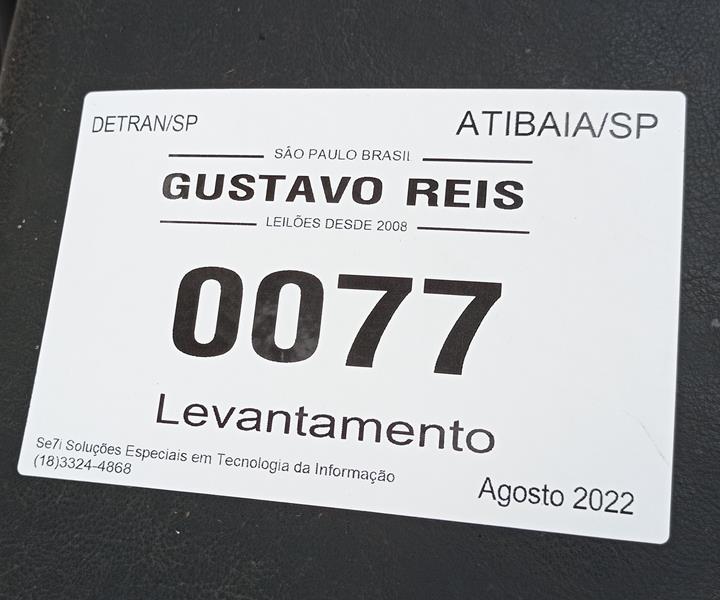 DETRAN/SP
ATIBAIA/SP
SÃO PAULO BRASIL
GUSTAVO REIS
LEILÕES DESDE 2008
0077
Levantamento
Se7i Soluções Especiais em Tecnologia da Informação
(18)3324-4868
Agosto 2022